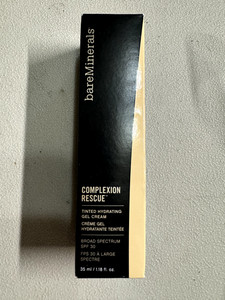 bareMinerals
COMPLEXION
RESCUE™
TINTED HYDRATING
GEL CREAM
CRÈME GEL
HYDRATANTE TEINTÉE
BROAD SPECTRUM
SPF 30
FPS 30 À LARGE
SPECTRE
35 ml / 1.18 fl. oz